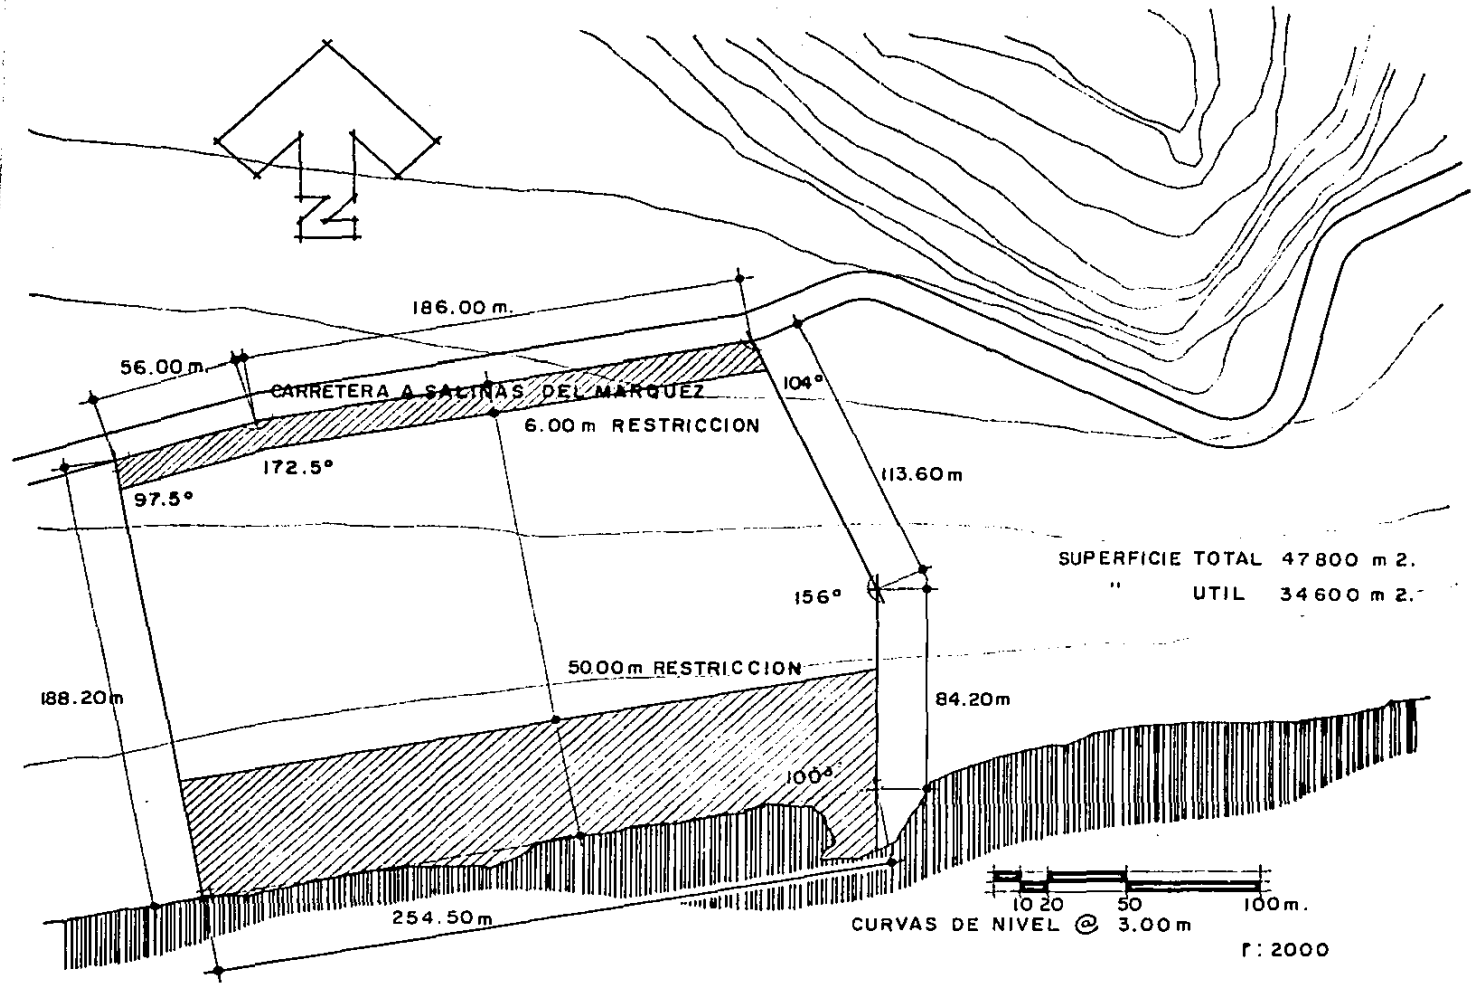 N
186.00 m.
56.00 m.
CARRETERA A SALINAS DEL MARQUEZ
104°
6.00 m RESTRICCION
172.5°
97.5°
113.60 m
SUPERFICIE TOTAL 47800 m 2.
" UTIL 34600 m 2.
156°
50.00 m RESTRICCION
188.20 m
84.20 m
100°
254.50 m
10 20 50 100 m.
CURVAS DE NIVEL @ 3.00 m
1 : 2000